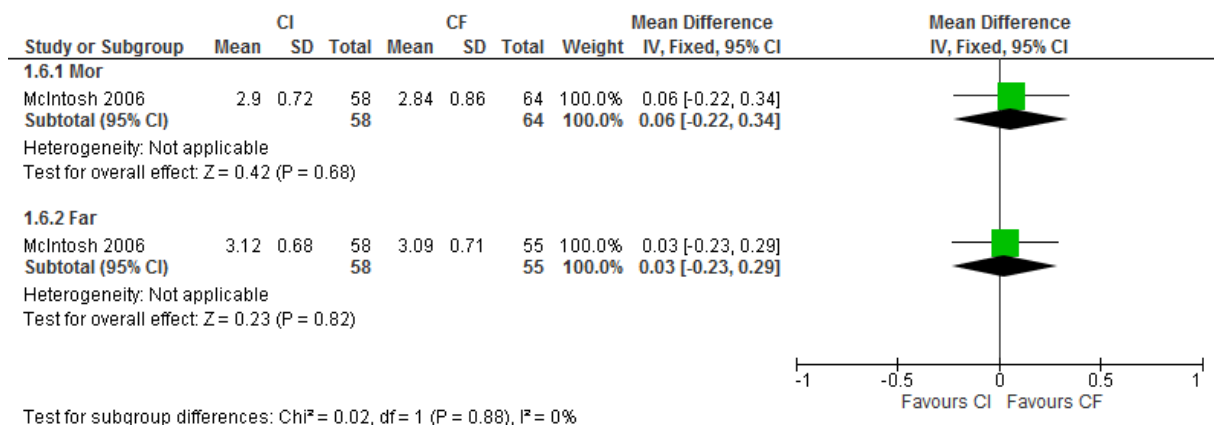 CI CF Mean Difference Mean Difference
Study or Subgroup Mean SD Total Mean SD Total Weight IV, Fixed, 95% CI IV, Fixed, 95% CI
1.6.1 Mor
McIntosh 2006 2.9 0.72 58 2.84 0.86 64 100.0% 0.06 [-0.22, 0.34]
Subtotal (95% CI) 58 64 100.0% 0.06 [-0.22, 0.34]
Heterogeneity: Not applicable
Test for overall effect: Z = 0.42 (P = 0.68)
1.6.2 Far
McIntosh 2006 3.12 0.68 58 3.09 0.71 55 100.0% 0.03 [-0.23, 0.29]
Subtotal (95% CI) 58 55 100.0% 0.03 [-0.23, 0.29]
Heterogeneity: Not applicable
Test for overall effect: Z = 0.23 (P = 0.82)
-1 -0.5 0 0.5 1
Favours CI Favours CF
Test for subgroup differences: Chi² = 0.02, df = 1 (P = 0.88), I² = 0%